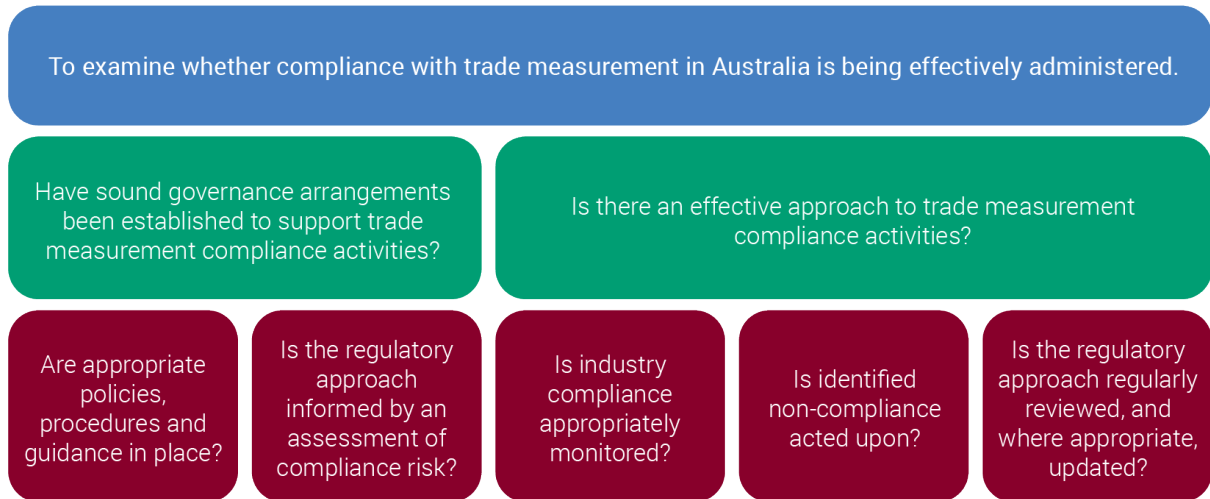 To examine whether compliance with trade measurement in Australia is being effectively administered.
Have sound governance arrangements
been established to support trade
measurement compliance activities?
Is there an effective approach to trade measurement
compliance activities?
Are appropriate
policies,
procedures and
guidance in place?
Is the regulatory
approach
informed by an
assessment of
compliance risk?
Is industry
compliance
appropriately
monitored?
Is identified
non-compliance
acted upon?
Is the regulatory
approach regularly
reviewed, and
where appropriate,
updated?